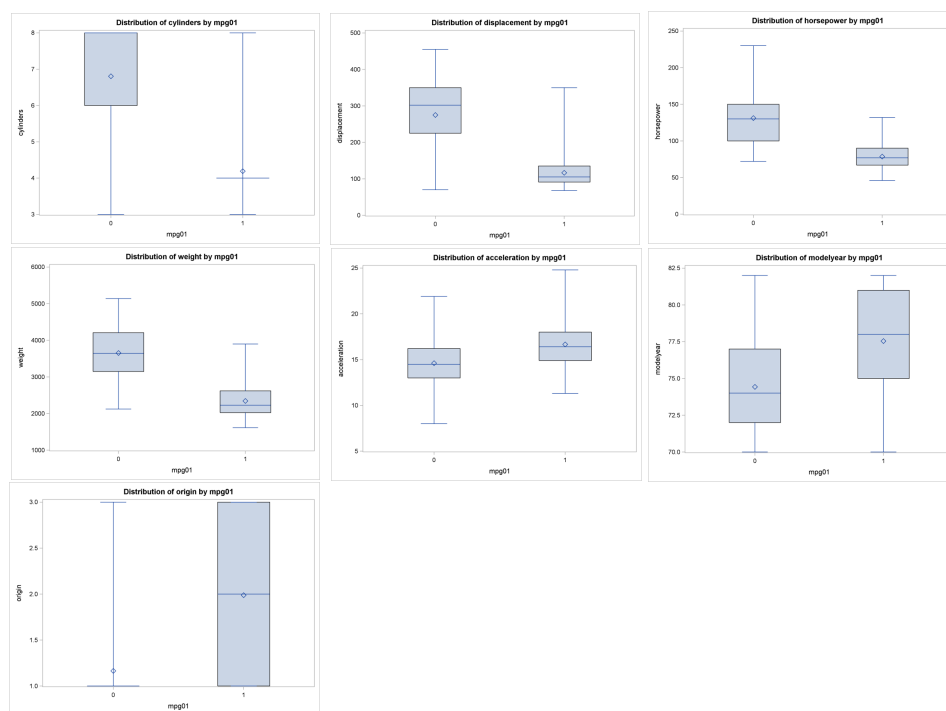 Distribution of cylinders by mpg01
8
7
6
5
4
3
cylinders
0 1
mpg01
Distribution of displacement by mpg01
500
400
300
200
100
0
displacement
0 1
mpg01
Distribution of horsepower by mpg01
250
200
150
100
50
0
horsepower
0 1
mpg01
Distribution of weight by mpg01
6000
5000
4000
3000
2000
1000
weight
0 1
mpg01
Distribution of acceleration by mpg01
25
20
15
10
5
acceleration
0 1
mpg01
Distribution of modelyear by mpg01
82.5
80.0
77.5
75.0
72.5
70.0
modelyear
0 1
mpg01
Distribution of origin by mpg01
3.0
2.5
2.0
1.5
1.0
origin
0 1
mpg01